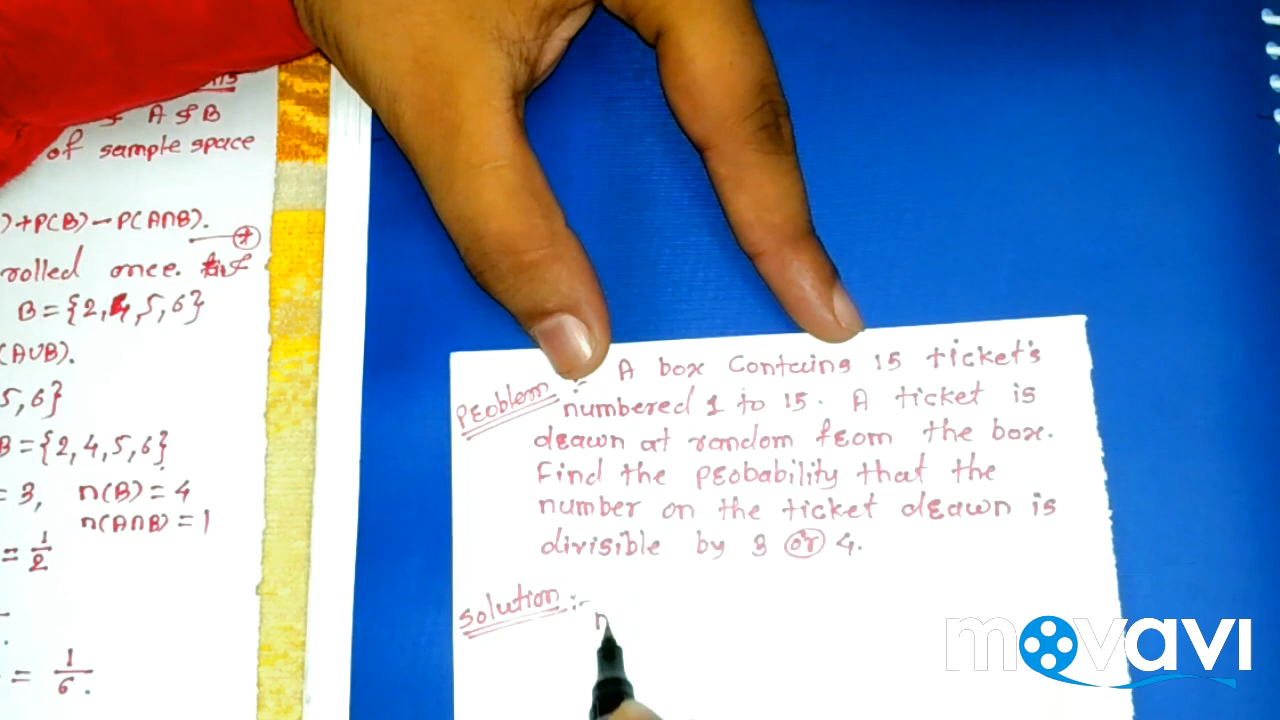 A & B
of sample space
)+P(B)-P(A∩B).
rolled once. If
B={2,4,5,6}
(A∪B).
5,6}
B={2,4,5,6}
= 3, n(B)=4
n(A∩B)=1
= 1/2
= 1/6.
Problem :- A box Contains 15 ticket's
numbered 1 to 15. A ticket is
drawn at random from the box.
Find the probability that the
number on the ticket drawn is
divisible by 3 or 4.
Solution :- n
movavi